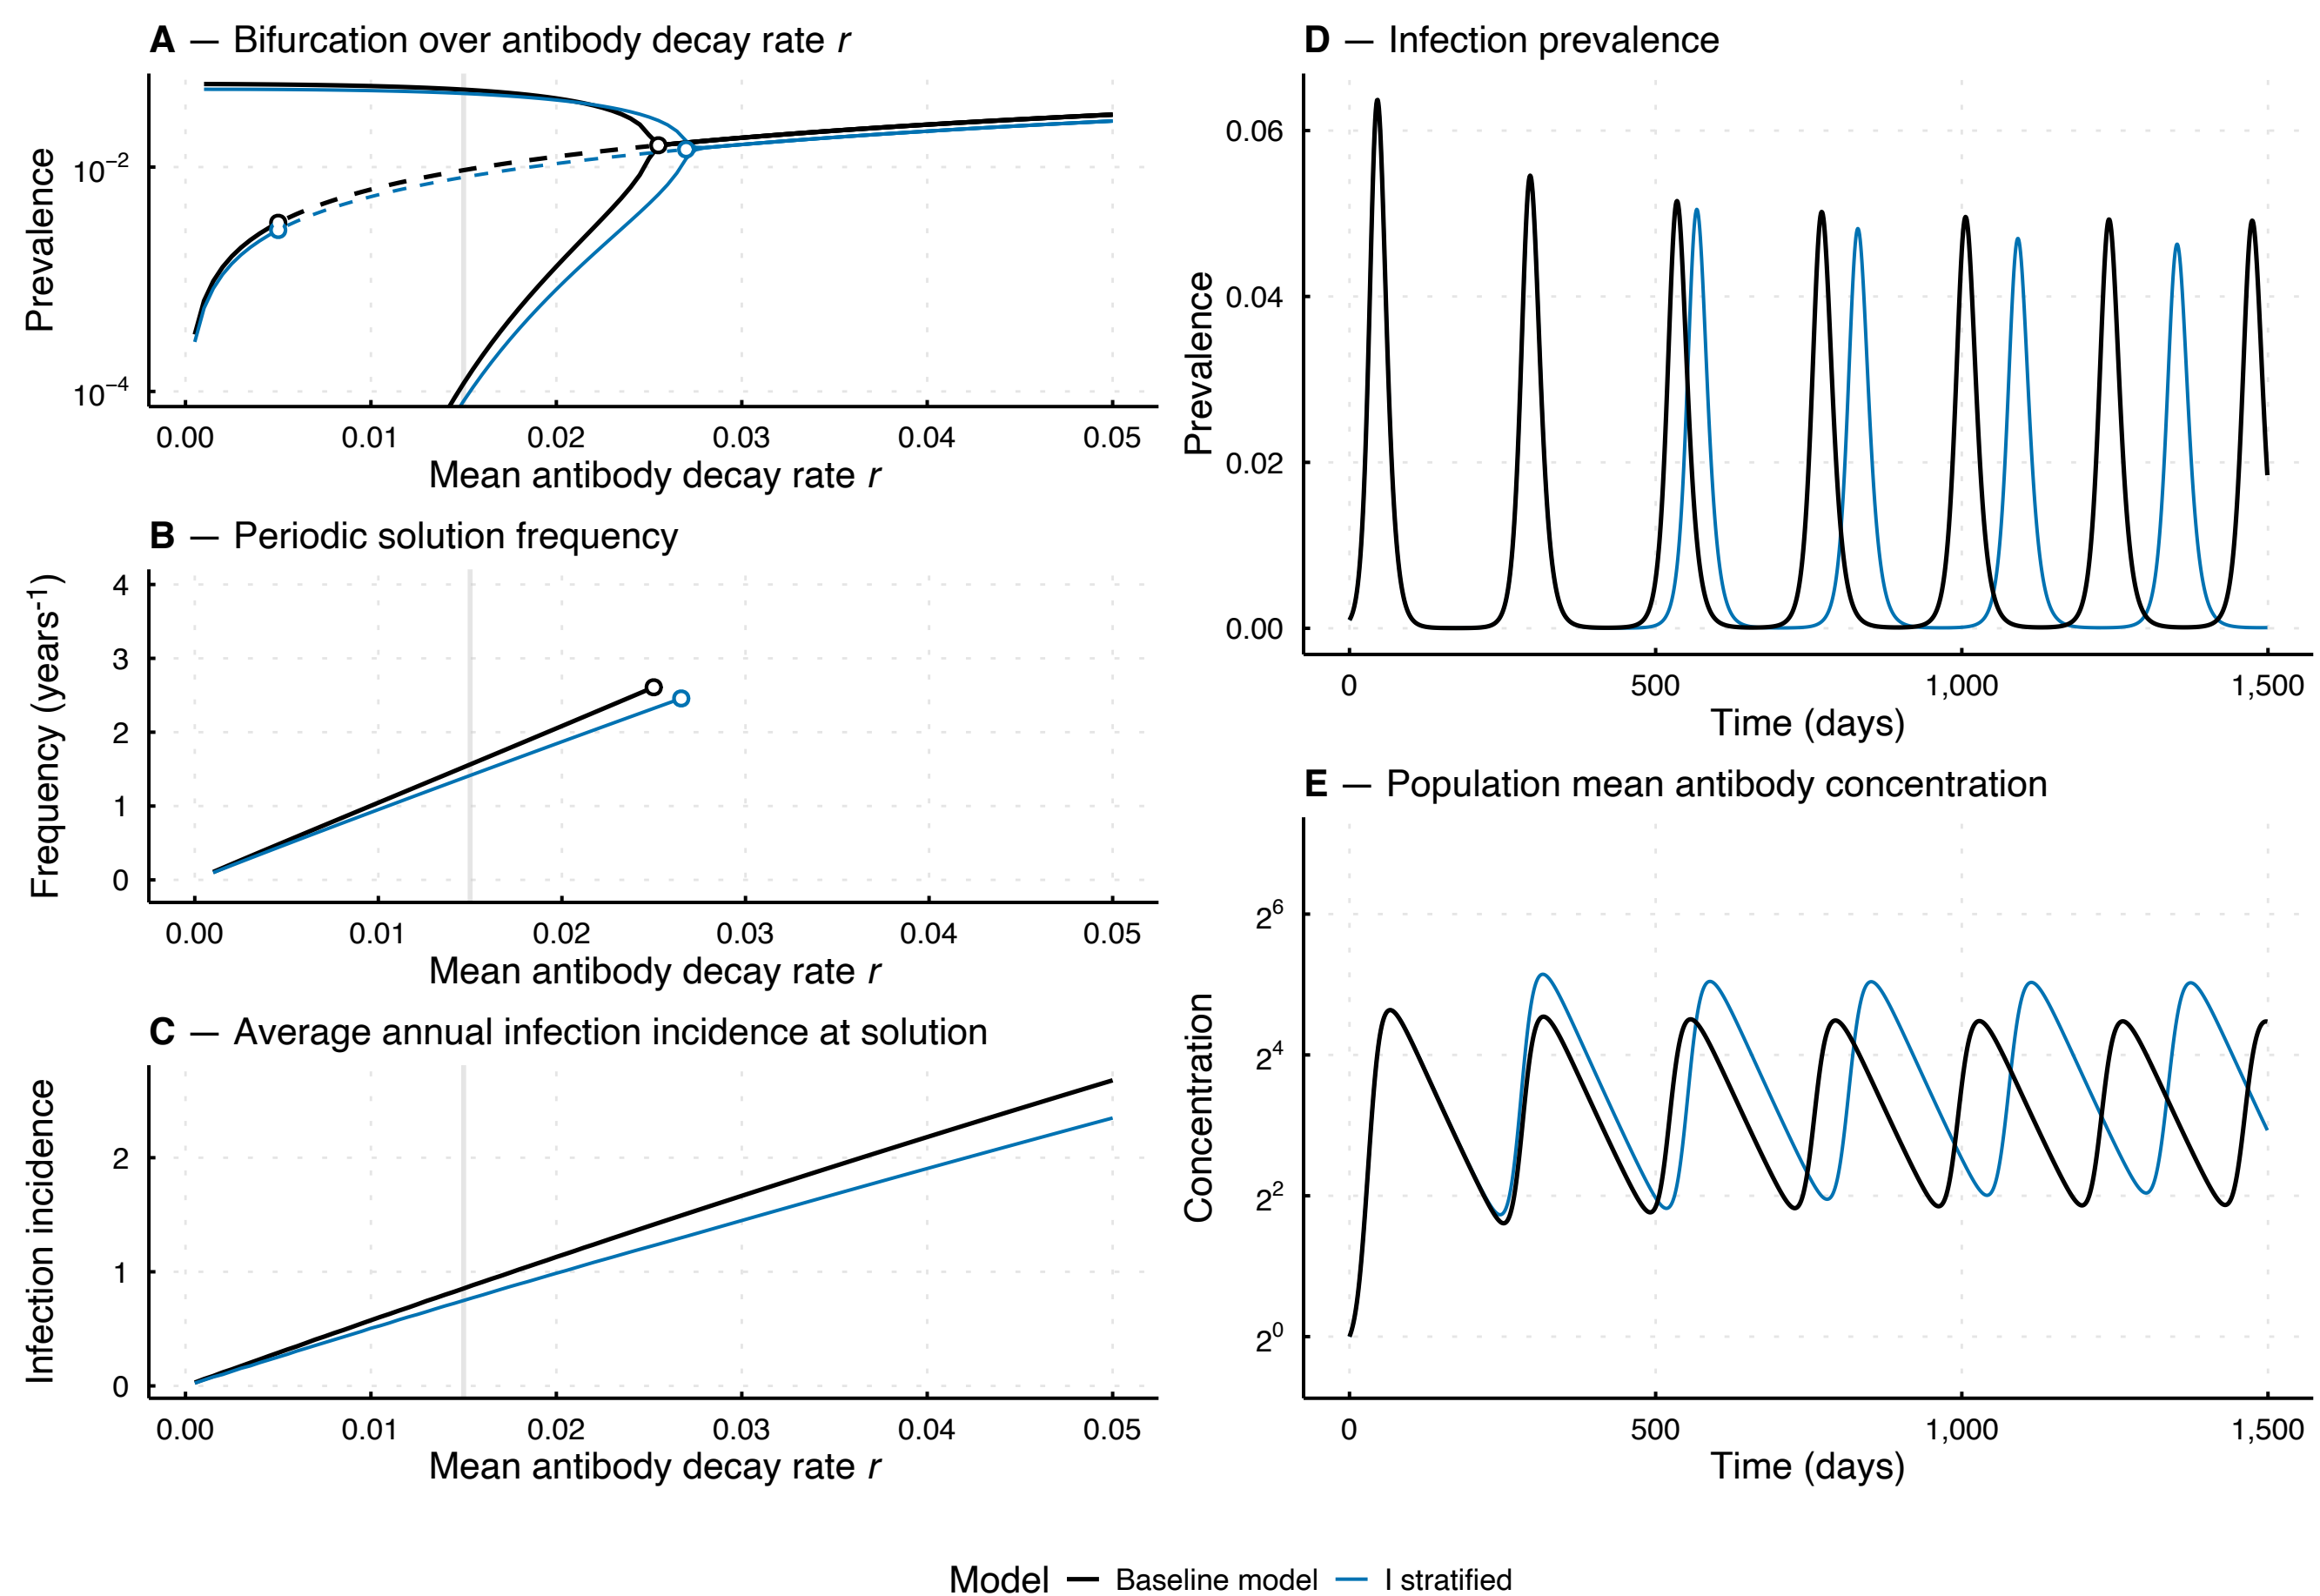 A — Bifurcation over antibody decay rate r
Prevalence
10⁻²
10⁻⁴
0.00 0.01 0.02 0.03 0.04 0.05
Mean antibody decay rate r
B — Periodic solution frequency
Frequency (years⁻¹)
4
3
2
1
0
0.00 0.01 0.02 0.03 0.04 0.05
Mean antibody decay rate r
C — Average annual infection incidence at solution
Infection incidence
2
1
0
0.00 0.01 0.02 0.03 0.04 0.05
Mean antibody decay rate r
D — Infection prevalence
Prevalence
0.06
0.04
0.02
0.00
0 500 1,000 1,500
Time (days)
E — Population mean antibody concentration
Concentration
2⁶
2⁴
2²
2⁰
0 500 1,000 1,500
Time (days)
Model Baseline model I stratified